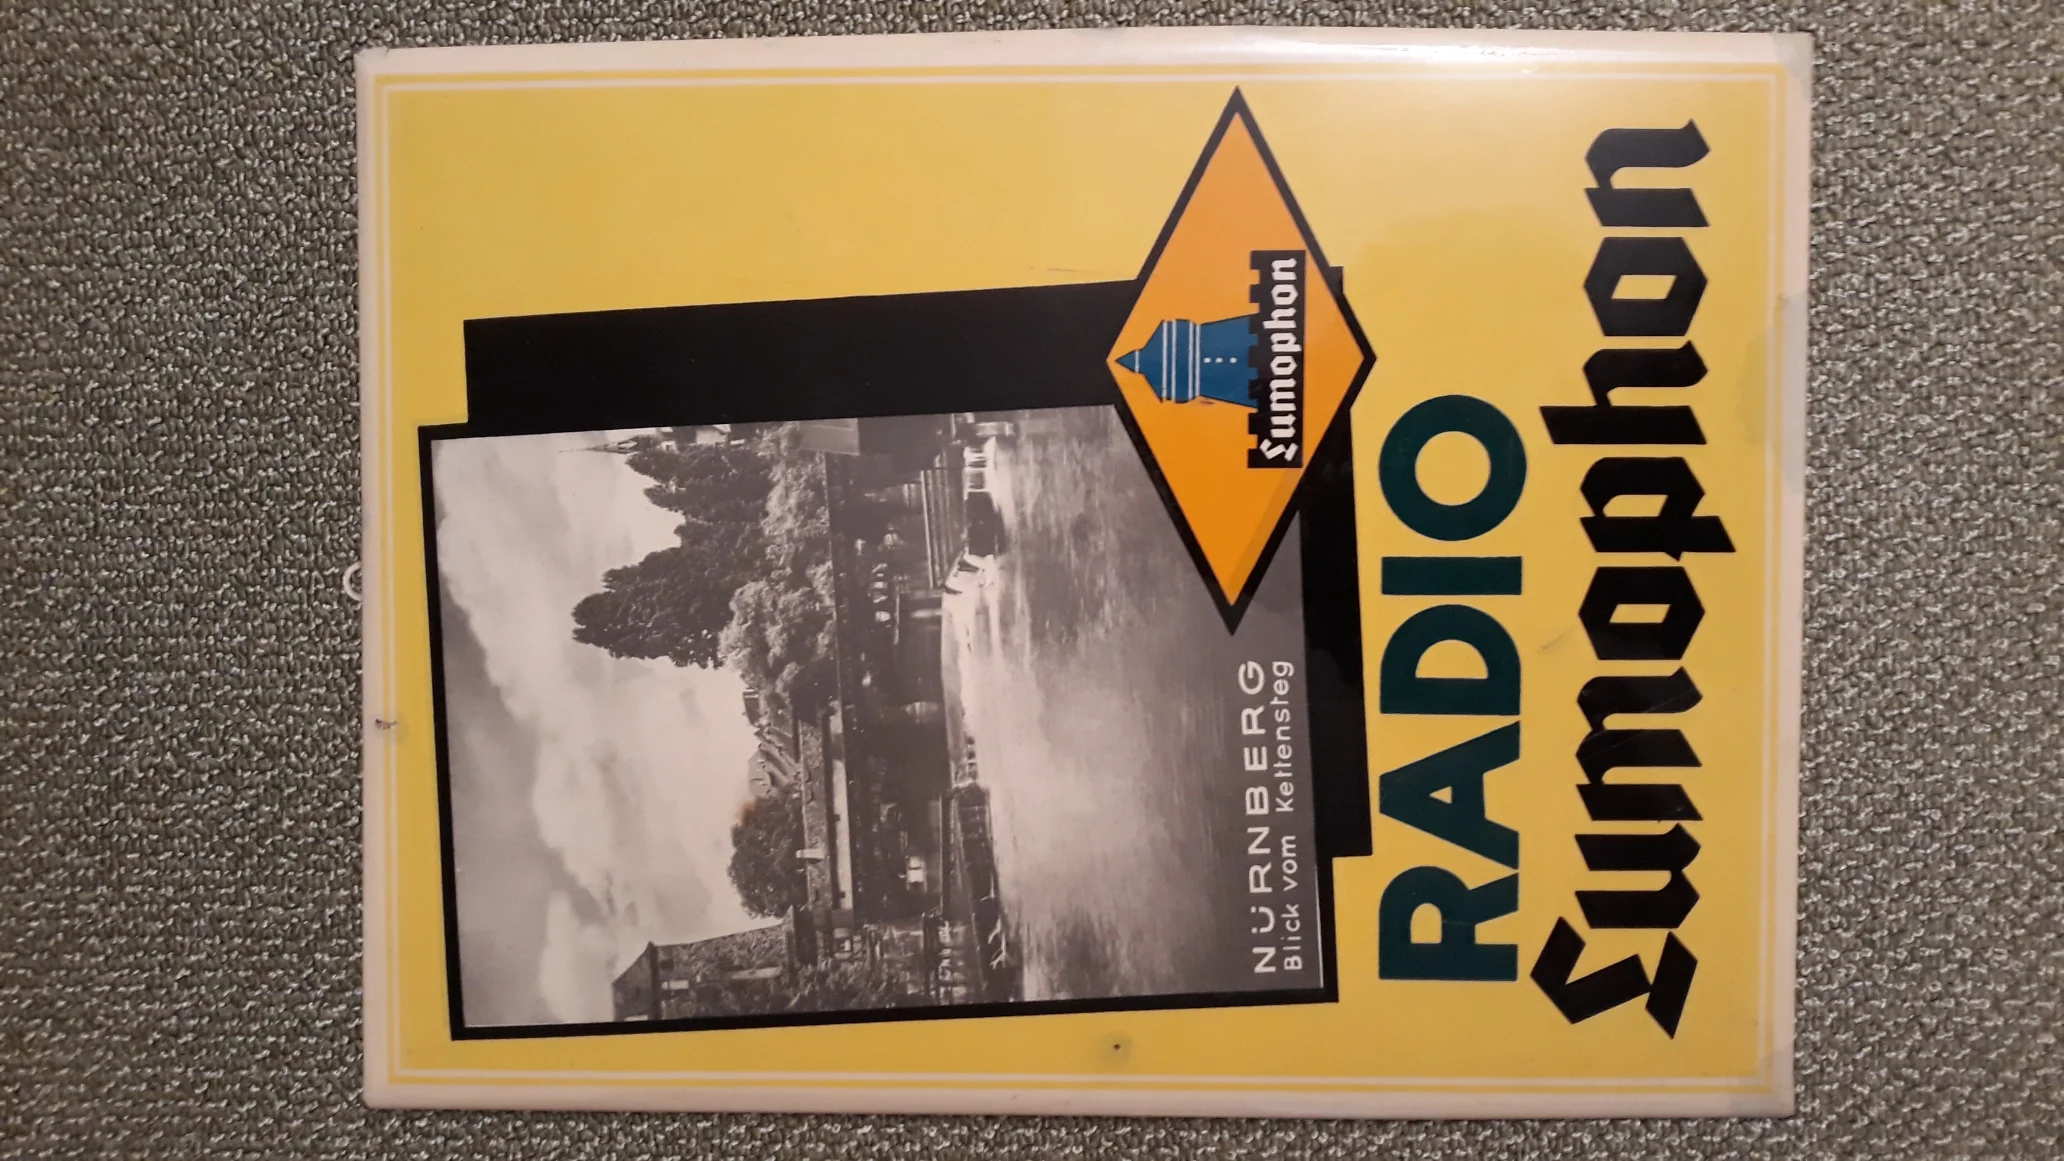 Lumophon
NÜRNBERG
Blick vom Kettensteg
RADIO
Lumophon